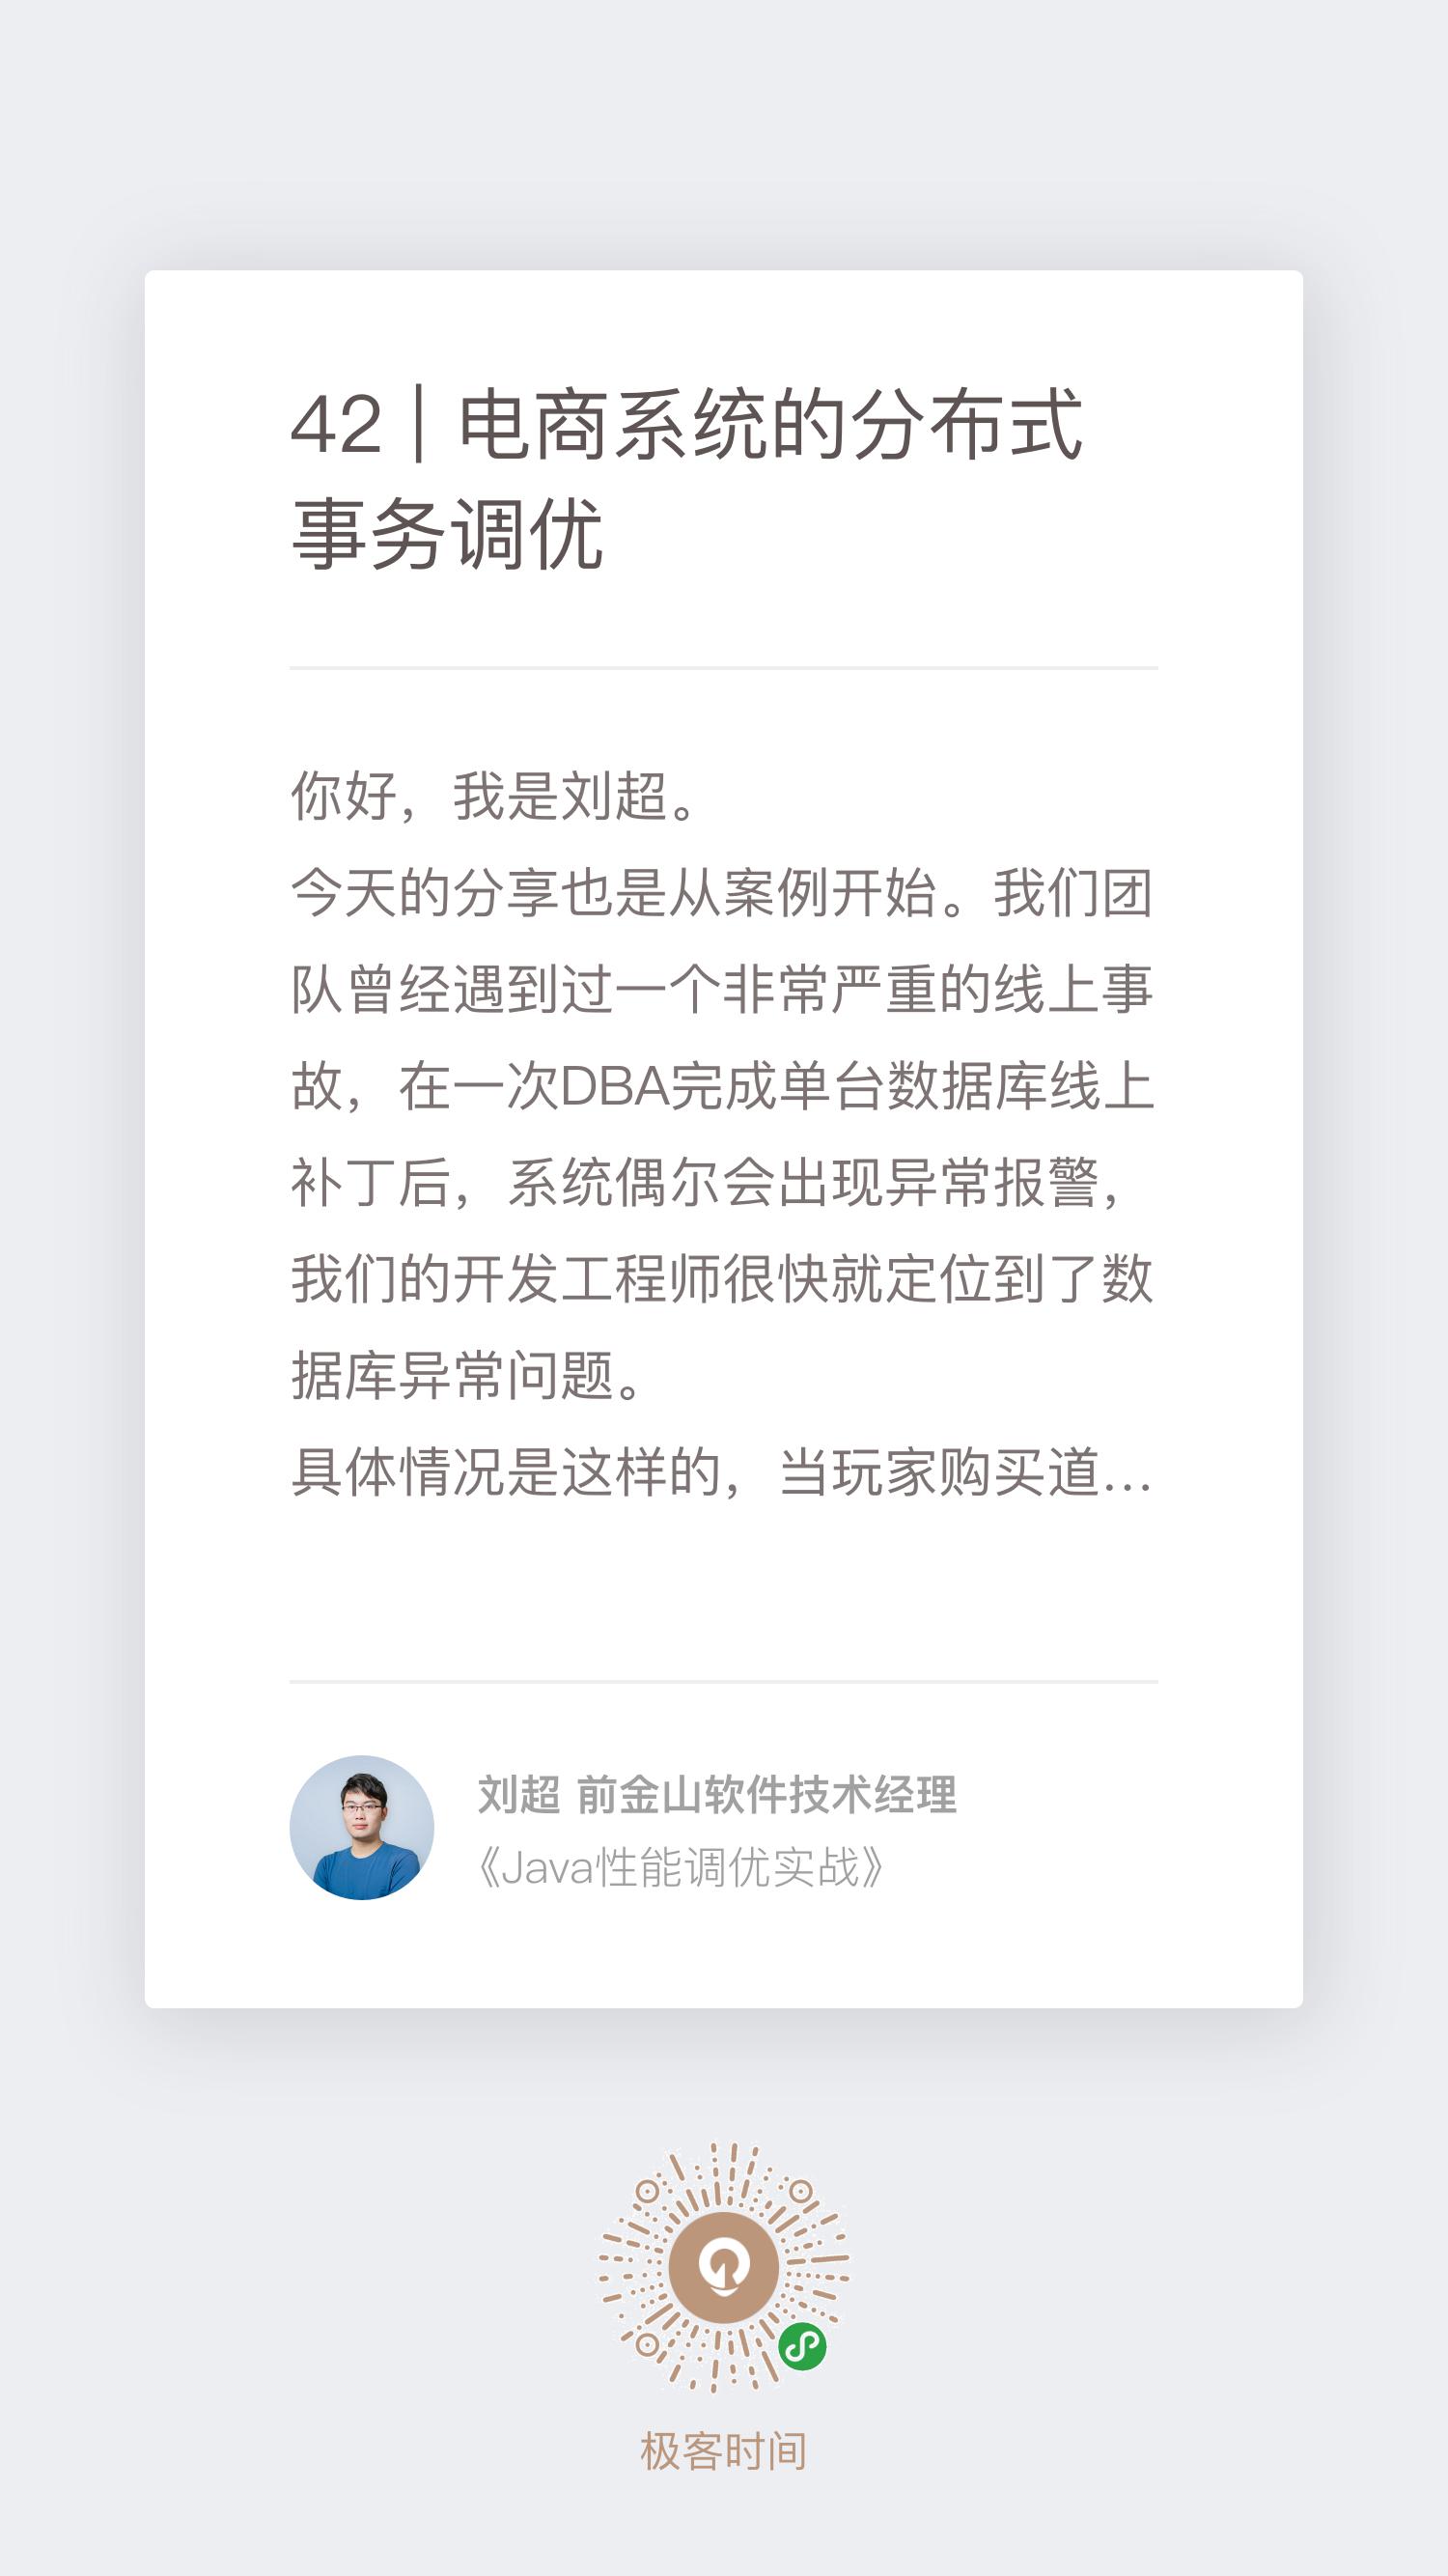 42 | 电商系统的分布式
事务调优
你好，我是刘超。
今天的分享也是从案例开始。我们团
队曾经遇到过一个非常严重的线上事
故，在一次DBA完成单台数据库线上
补丁后，系统偶尔会出现异常报警，
我们的开发工程师很快就定位到了数
据库异常问题。
具体情况是这样的，当玩家购买道...
刘超 前金山软件技术经理
《Java性能调优实战》
极客时间